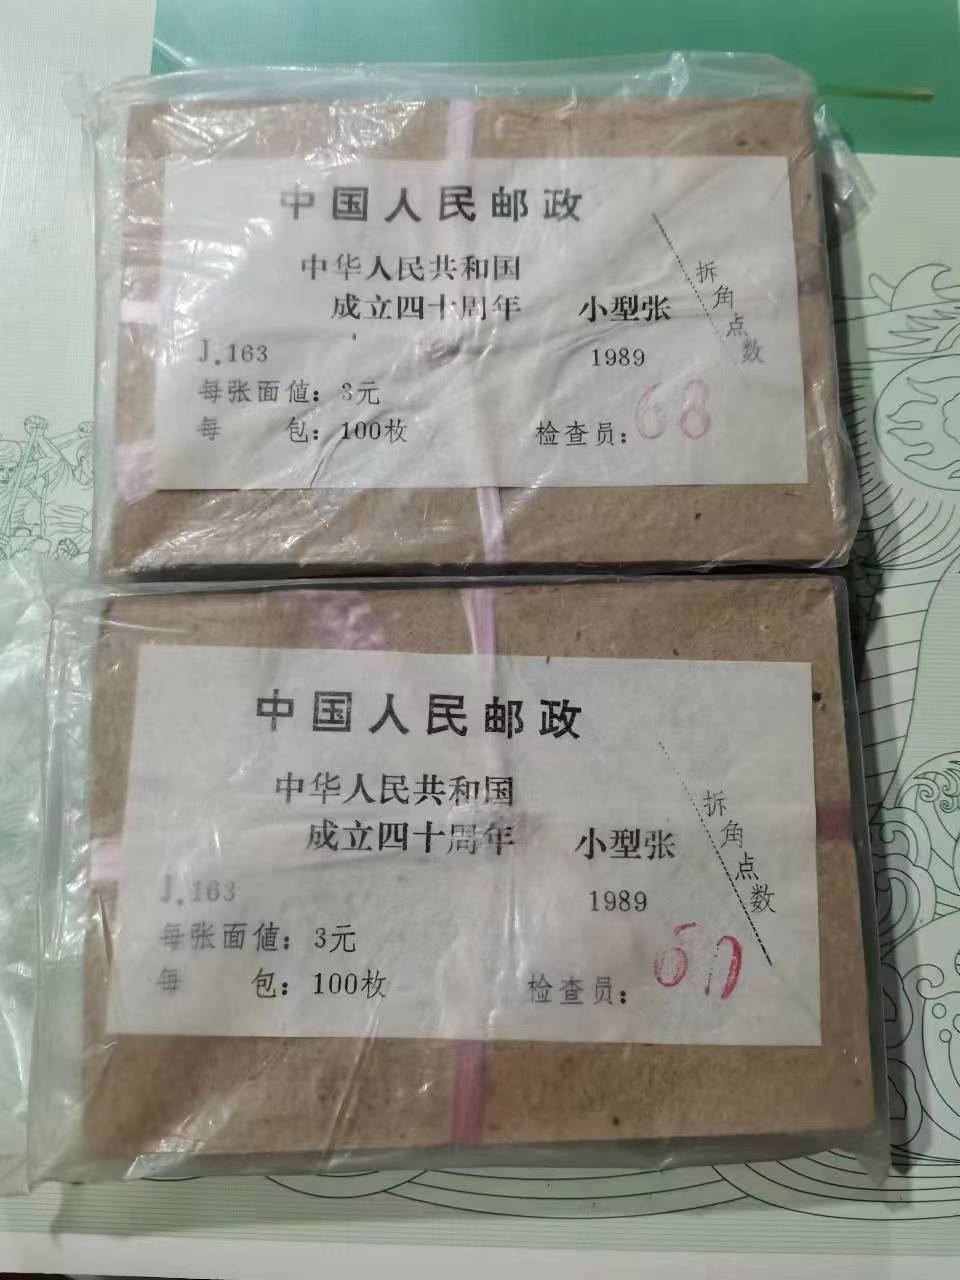 中国人民邮政
中华人民共和国
成立四十周年 小型张
J.163 1989
每张面値：3元
每 包：100枚 检查员：68
拆角点数
中国人民邮政
中华人民共和国
成立四十周年 小型张
J.163 1989
每张面値：3元
每 包：100枚 检查员：
拆角点数